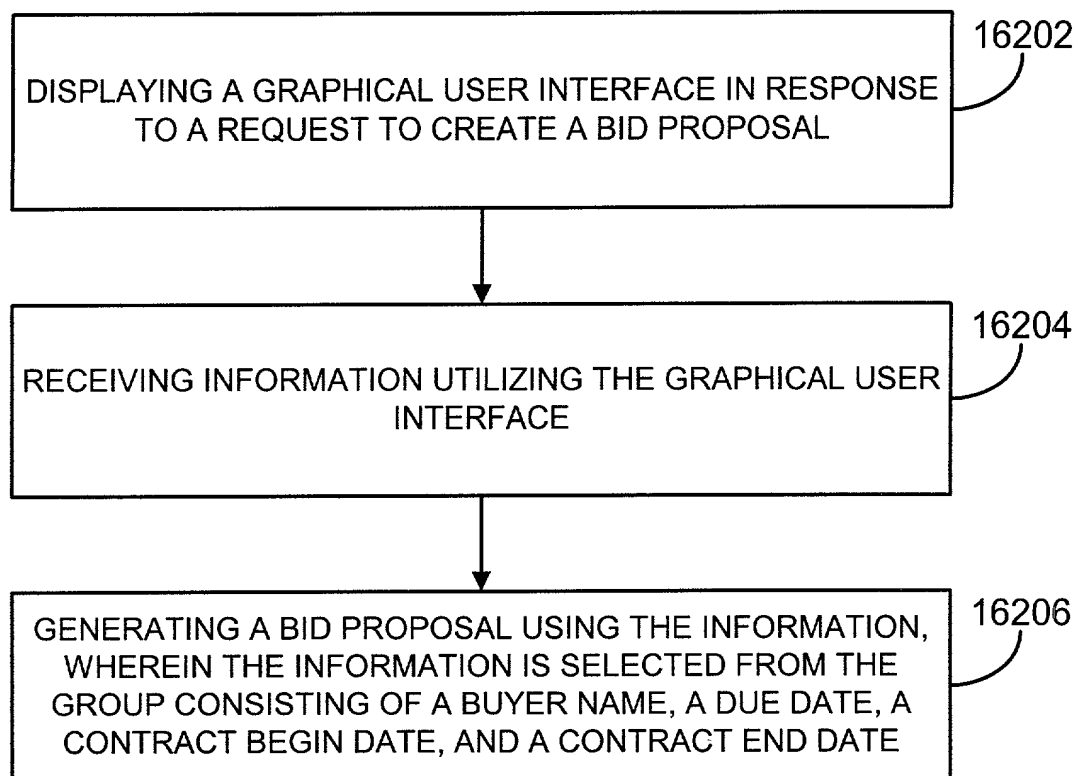 16202
DISPLAYING A GRAPHICAL USER INTERFACE IN RESPONSE
TO A REQUEST TO CREATE A BID PROPOSAL
16204
RECEIVING INFORMATION UTILIZING THE GRAPHICAL USER
INTERFACE
16206
GENERATING A BID PROPOSAL USING THE INFORMATION,
WHEREIN THE INFORMATION IS SELECTED FROM THE
GROUP CONSISTING OF A BUYER NAME, A DUE DATE, A
CONTRACT BEGIN DATE, AND A CONTRACT END DATE